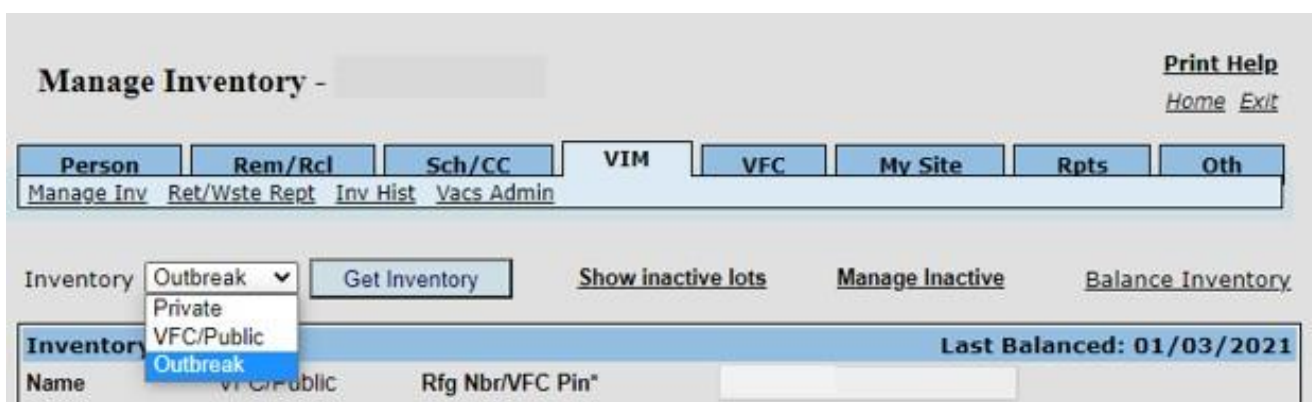 Manage Inventory -
Print Help
Home Exit
Person Rem/Rcl Sch/CC VIM VFC My Site Rpts Oth
Manage Inv Ret/Wste Rept Inv Hist Vacs Admin
Inventory Outbreak Get Inventory Show inactive lots Manage Inactive Balance Inventory
Private
VFC/Public
Outbreak
Inventory Last Balanced: 01/03/2021
Name VFC/Public Rfg Nbr/VFC Pin*